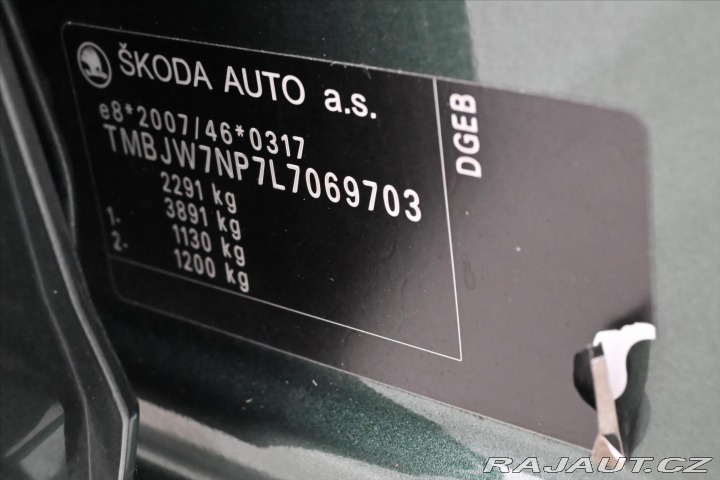 ŠKODA AUTO a.s.
e8*2007/46*0317
TMBJW7NP7L7069703
2291 kg
3891 kg
1- 1130 kg
2- 1200 kg
DGEB
RAJAUT.CZ